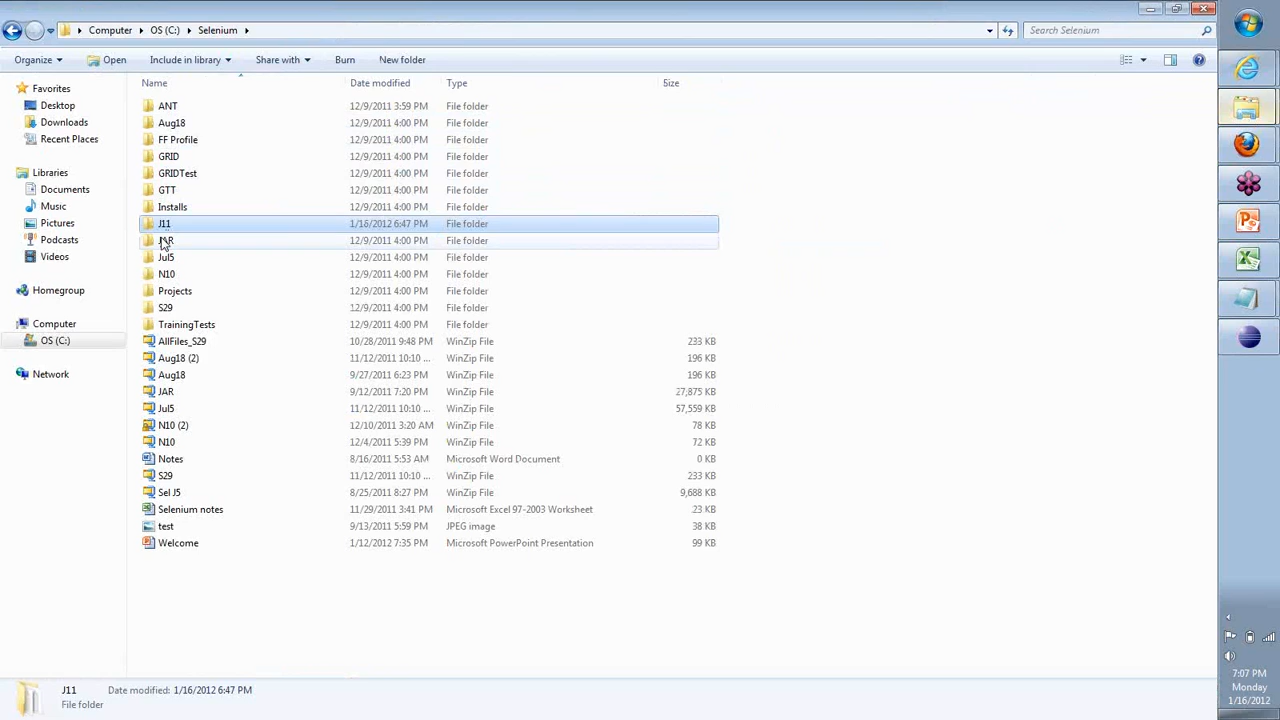 Computer OS (C:) Selenium Search Selenium
Organize Open Include in library Share with Burn New folder
Name Date modified Type Size
Favorites
Desktop
Downloads
Recent Places
Libraries
Documents
Music
Pictures
Podcasts
Videos
Homegroup
Computer
OS (C:)
Network
ANT 12/9/2011 3:59 PM File folder
Aug18 12/9/2011 4:00 PM File folder
FF Profile 12/9/2011 4:00 PM File folder
GRID 12/9/2011 4:00 PM File folder
GRIDTest 12/9/2011 4:00 PM File folder
GTT 12/9/2011 4:00 PM File folder
Installs 12/9/2011 4:00 PM File folder
J11 1/16/2012 6:47 PM File folder
JAR 12/9/2011 4:00 PM File folder
Jul5 12/9/2011 4:00 PM File folder
N10 12/9/2011 4:00 PM File folder
Projects 12/9/2011 4:00 PM File folder
S29 12/9/2011 4:00 PM File folder
TrainingTests 12/9/2011 4:00 PM File folder
AllFiles_S29 10/28/2011 9:48 PM WinZip File 233 KB
Aug18 (2) 11/12/2011 10:10 ... WinZip File 196 KB
Aug18 9/27/2011 6:23 PM WinZip File 196 KB
JAR 9/12/2011 7:20 PM WinZip File 27,875 KB
Jul5 11/12/2011 10:10 ... WinZip File 57,559 KB
N10 (2) 12/10/2011 3:20 AM WinZip File 78 KB
N10 12/4/2011 5:39 PM WinZip File 72 KB
Notes 8/16/2011 5:53 AM Microsoft Word Document 0 KB
S29 11/12/2011 10:10 ... WinZip File 233 KB
Sel J5 8/25/2011 8:27 PM WinZip File 9,688 KB
Selenium notes 11/29/2011 3:41 PM Microsoft Excel 97-2003 Worksheet 23 KB
test 9/13/2011 5:59 PM JPEG image 38 KB
Welcome 1/12/2012 7:35 PM Microsoft PowerPoint Presentation 99 KB
J11 Date modified: 1/16/2012 6:47 PM
File folder
7:07 PM
Monday
1/16/2012